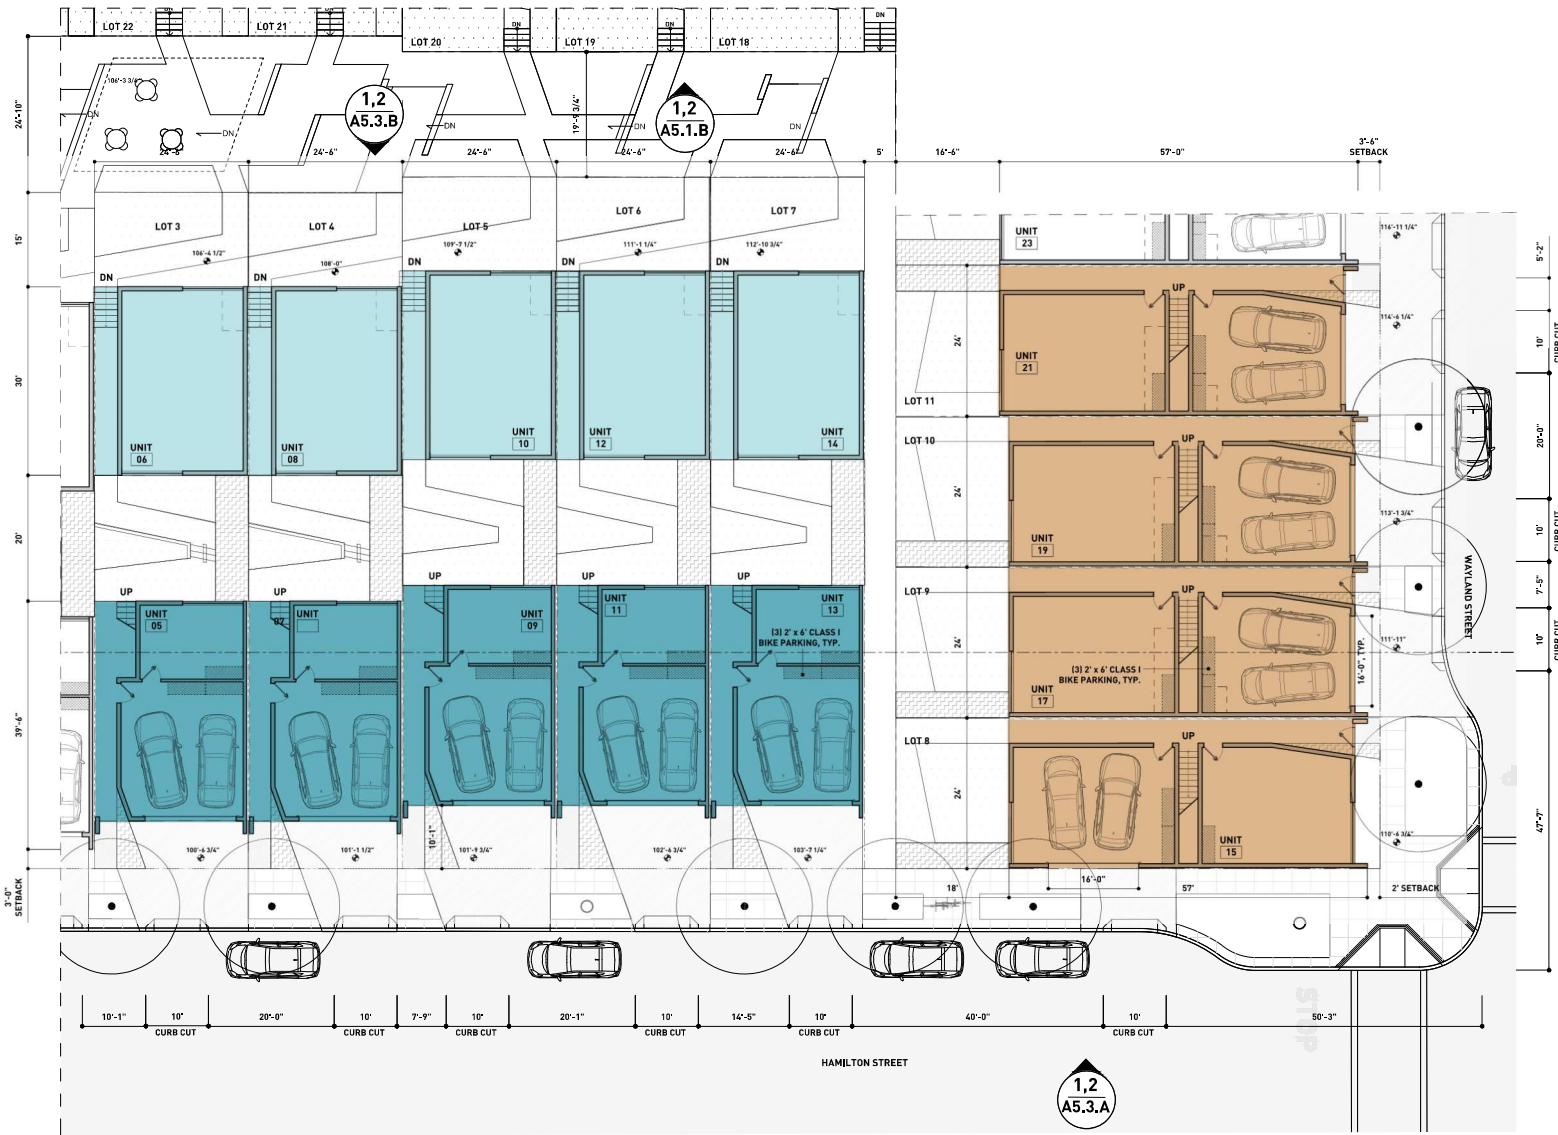 LOT 22
DN
LOT 21
DN
LOT 20
DN
LOT 19
DN
LOT 18
DN
106'-3 3/4"
DN
DN
1,2
A5.3.B
DN
19'-9 3/4"
1,2
A5.1.B
DN
DN
24'-10"
24'-6"
24'-6"
24'-6"
24'-6"
24'-6"
5'
16'-6"
57'-0"
3'-6"
SETBACK
15'
LOT 3
LOT 4
LOT 5
LOT 6
LOT 7
106'-4 1/2"
108'-0"
109'-7 1/2"
111'-1 1/4"
112'-10 3/4"
DN
DN
DN
DN
DN
UNIT
23
116'-11 1/4"
5'-2"
30'
UNIT
06
UNIT
08
UNIT
10
UNIT
12
UNIT
14
24'
UP
UNIT
21
114'-6 1/4"
10'
CURB CUT
LOT 11
LOT 10
20'-0"
24'
UP
UNIT
19
113'-1 3/4"
10'
CURB CUT
20'
WAYLAND STREET
7'-5"
UP
UP
UP
UP
UP
UNIT
05
UNIT
07
UNIT
09
UNIT
11
UNIT
13
(3) 2' x 6' CLASS I
BIKE PARKING, TYP.
LOT 9
24'
UP
UNIT
17
(3) 2' x 6' CLASS I
BIKE PARKING, TYP.
16'-0", TYP.
111'-11"
10'
CURB CUT
39'-6"
LOT 8
24'
UP
UNIT
15
110'-6 3/4"
47'-7"
10'-1"
100'-6 3/4"
101'-1 1/2"
101'-9 3/4"
102'-6 3/4"
103'-7 1/4"
3'-0"
SETBACK
18'
16'-0"
57'
2' SETBACK
10'-1"
10'
CURB CUT
20'-0"
10'
CURB CUT
7'-9"
10'
CURB CUT
20'-1"
10'
CURB CUT
14'-5"
10'
CURB CUT
40'-0"
10'
CURB CUT
50'-3"
STOP
HAMILTON STREET
1,2
A5.3.A